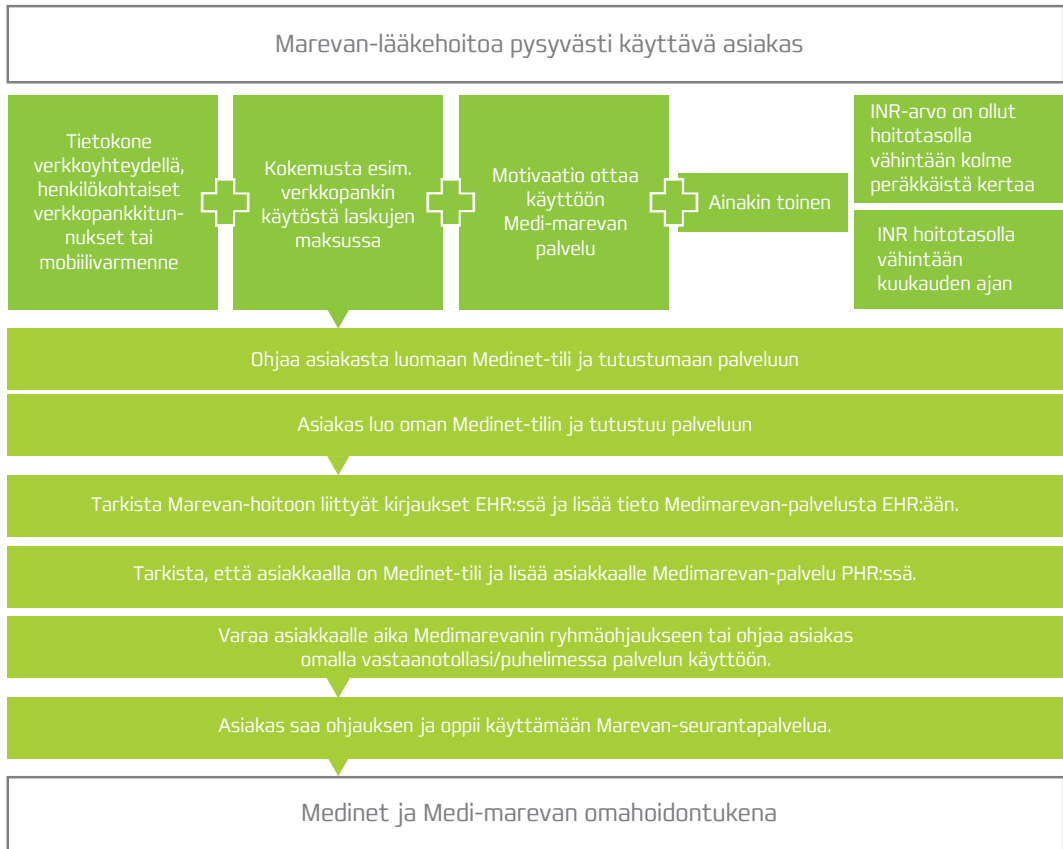 Marevan-lääkehoitoa pysyvästi käyttävä asiakas
Tietokone
verkkoyhteydellä,
henkilökohtaiset
verkkopankkitun-
nukset tai
mobiilivarmenne
Kokemusta esim.
verkkopankin
käytöstä laskujen
maksussa
Motivaatio ottaa
käyttöön
Medi-marevan
palvelu
Ainakin toinen
INR-arvo on ollut
hoitotasolla
vähintään kolme
peräkkäistä kertaa
INR hoitotasolla
vähintään
kuukauden ajan
Ohjaa asiakasta luomaan Medinet-tili ja tutustumaan palveluun
Asiakas luo oman Medinet-tilin ja tutustuu palveluun
Tarkista Marevan-hoitoon liittyät kirjaukset EHR:ssä ja lisää tieto Medimarevan-palvelusta EHR:ään.
Tarkista, että asiakkaalla on Medinet-tili ja lisää asiakkaalle Medimarevan-palvelu PHR:ssä.
Varaa asiakkaalle aika Medimarevanin ryhmäohjaukseen tai ohjaa asiakas
omalla vastaanotollasi/puhelimessa palvelun käyttöön.
Asiakas saa ohjauksen ja oppii käyttämään Marevan-seurantapalvelua.
Medinet ja Medi-marevan omahoidontukena